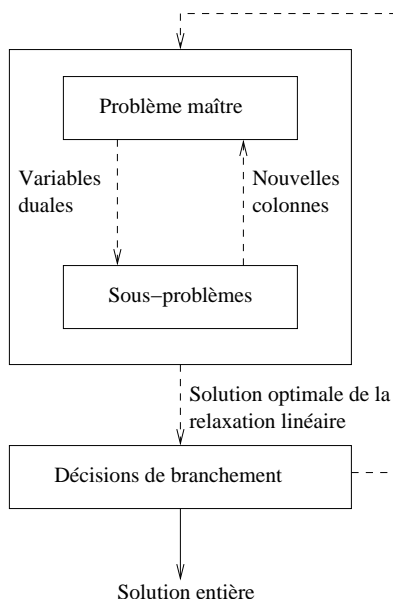 Problème maître
Variables
duales
Nouvelles
colonnes
Sous−problèmes
Solution optimale de la
relaxation linéaire
Décisions de branchement
Solution entière